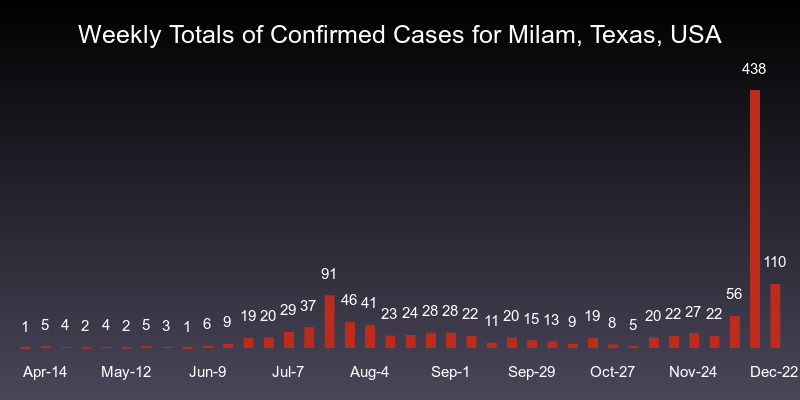 Weekly Totals of Confirmed Cases for Milam, Texas, USA
438
110
91
56
46 41
37
29
19 20
23 24 28 28 22
11 20 15 13 9 19 8 5 20 22 27 22
1 5 4 2 4 2 5 3 1 6 9
Apr-14 May-12 Jun-9 Jul-7 Aug-4 Sep-1 Sep-29 Oct-27 Nov-24 Dec-22